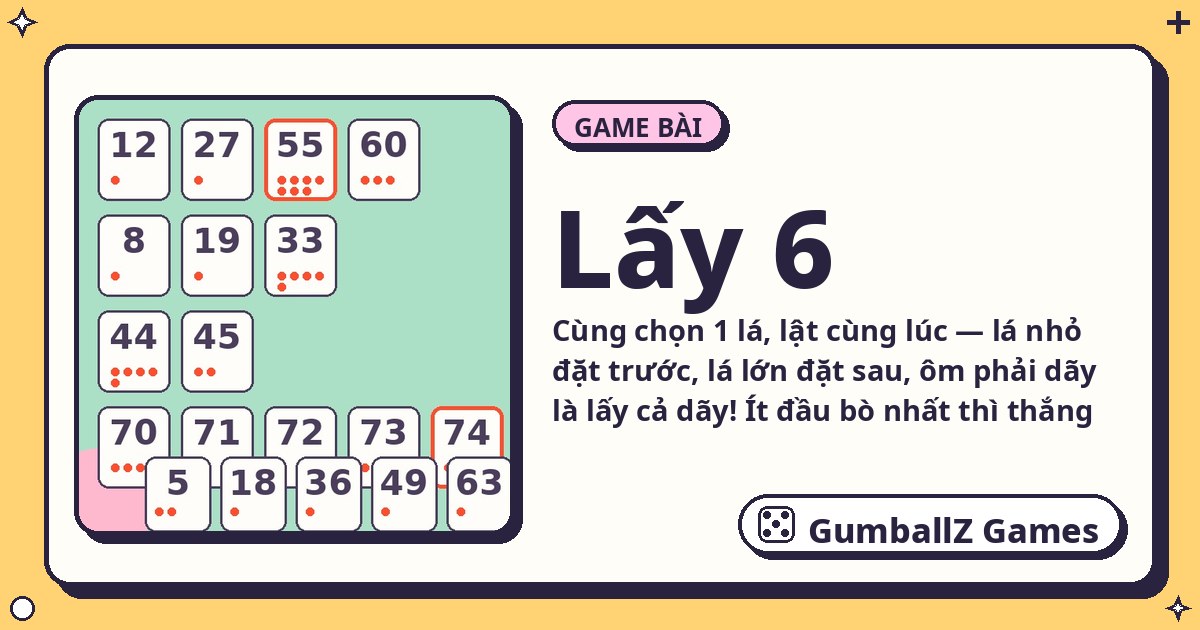 12 27 55 60
8 19 33
44 45
70 71 72 73 74
5 18 36 49 63
GAME BÀI
Lấy 6
Cùng chọn 1 lá, lật cùng lúc — lá nhỏ
đặt trước, lá lớn đặt sau, ôm phải dãy
là lấy cả dãy! Ít đầu bò nhất thì thắng
GumballZ Games